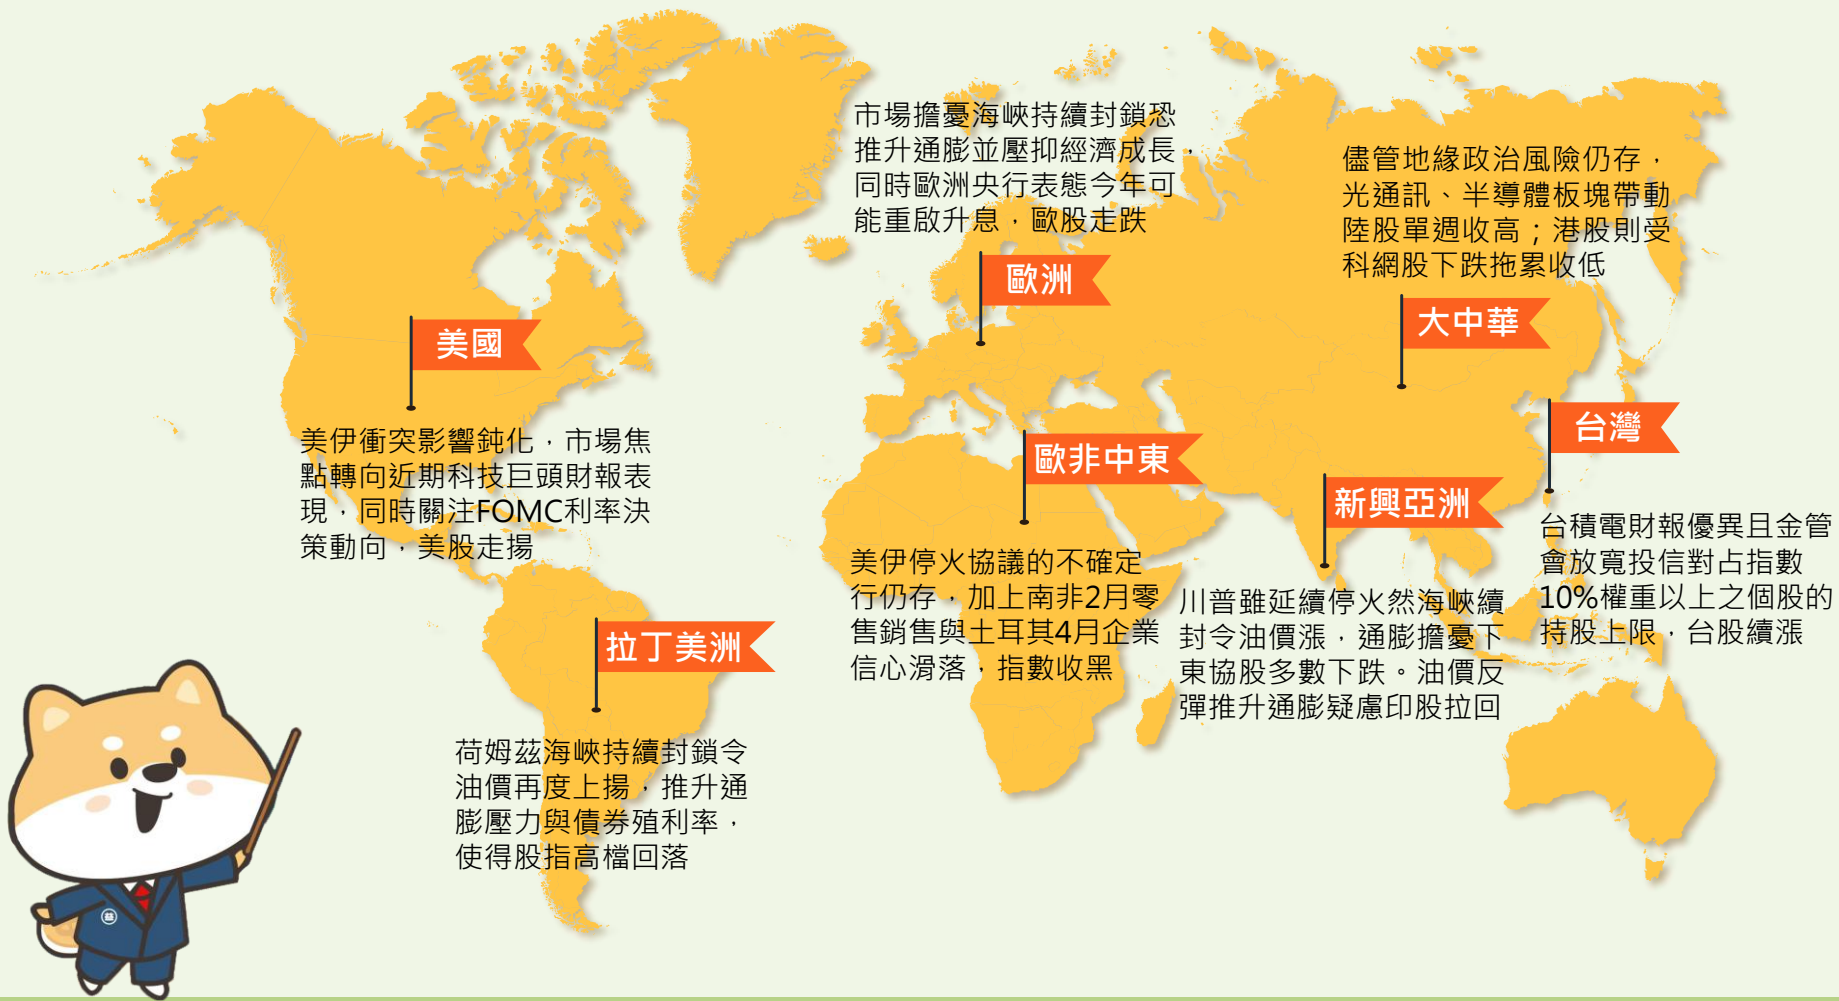 市場擔憂海峽持續封鎖恐
推升通膨並壓抑經濟成長，
同時歐洲央行表態今年可
能重啟升息，歐股走跌
歐洲
儘管地緣政治風險仍存，
光通訊、半導體板塊帶動
陸股單週收高；港股則受
科網股下跌拖累收低
大中華
美國
美伊衝突影響鈍化，市場焦
點轉向近期科技巨頭財報表
現，同時關注FOMC利率決
策動向，美股走揚
台灣
台積電財報優異且金管
會放寬投信對占指數
10%權重以上之個股的
持股上限，台股續漲
歐非中東
美伊停火協議的不確定
行仍存，加上南非2月零
售銷售與土耳其4月企業
信心滑落，指數收黑
新興亞洲
川普雖延續停火然海峽續
封令油價漲，通膨擔憂下
東協股多數下跌。油價反
彈推升通膨疑慮印股拉回
拉丁美洲
荷姆茲海峽持續封鎖令
油價再度上揚，推升通
膨壓力與債券殖利率，
使得股指高檔回落